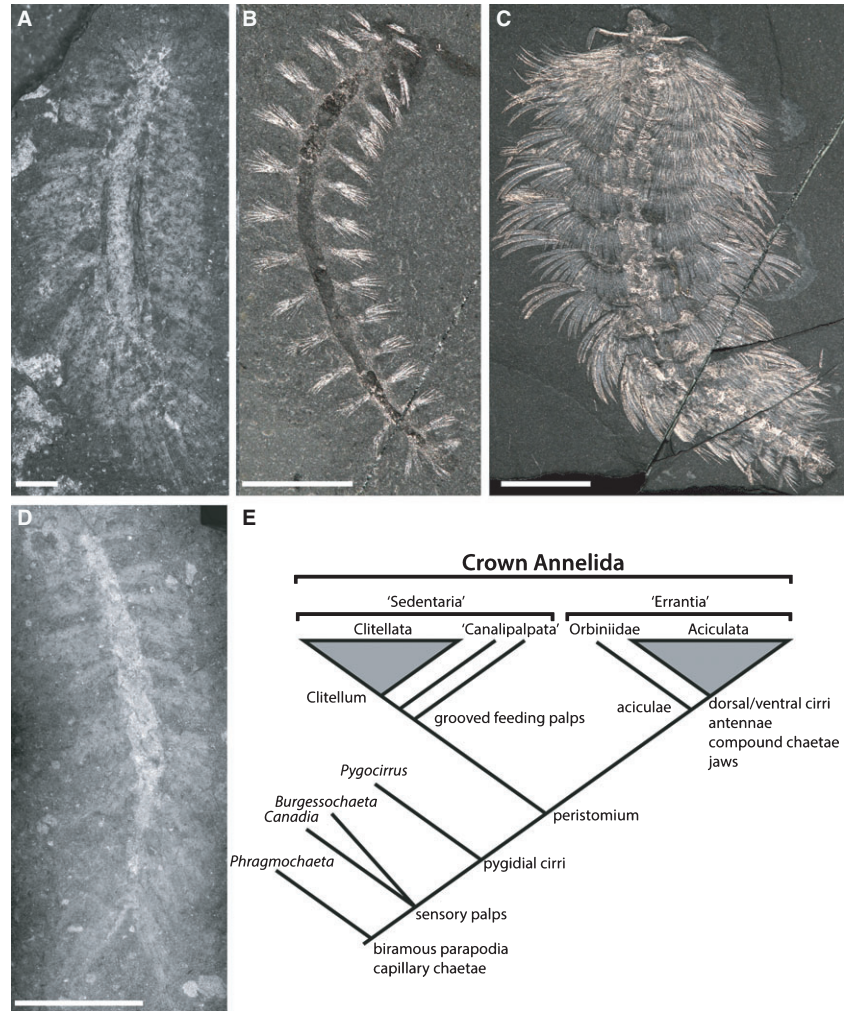 A
B
C
D
E
Crown Annelida
'Sedentaria'
'Errantia'
Clitellata
'Canalipalpata'
Orbiniidae
Aciculata
Clitellum
grooved feeding palps
aciculae
dorsal/ventral cirri
antennae
compound chaetae
jaws
Pygocirrus
Burgessochaeta
Canadia
peristomium
Phragmochaeta
pygidial cirri
sensory palps
biramous parapodia
capillary chaetae